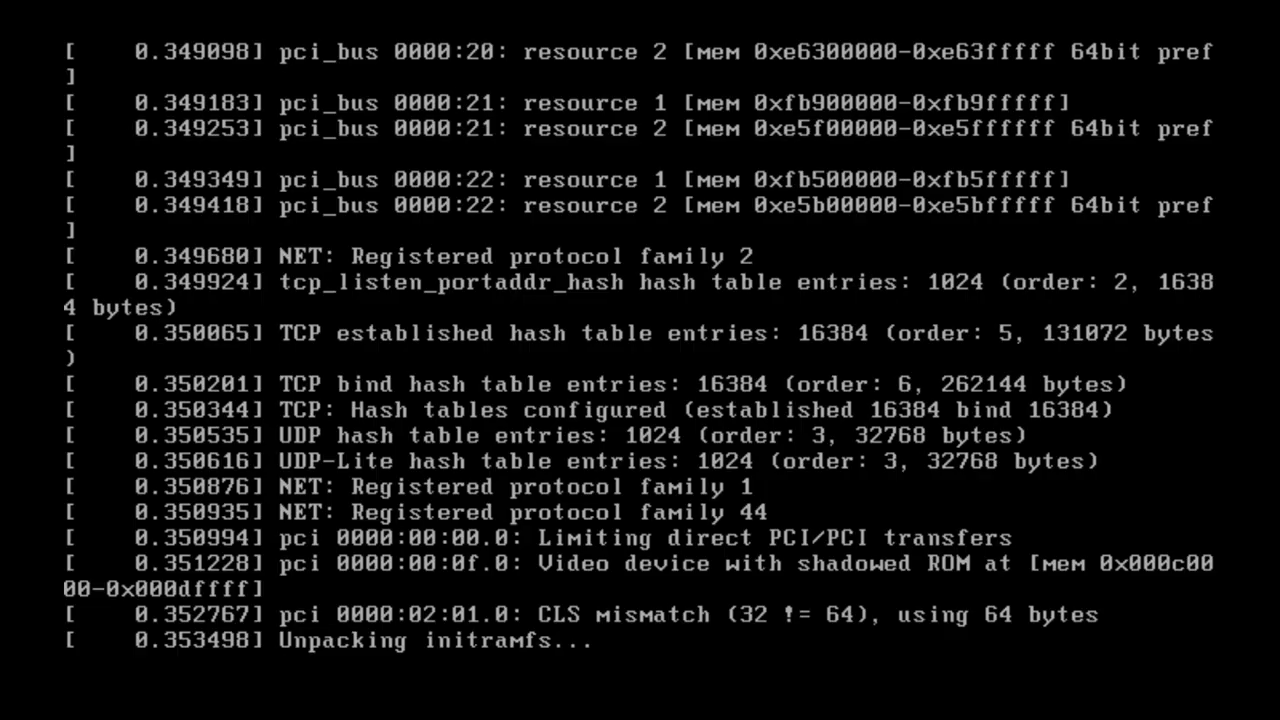 [    0.349098] pci_bus 0000:20: resource 2 [mem 0xe6300000-0xe63fffff 64bit pref
]
[    0.349183] pci_bus 0000:21: resource 1 [mem 0xfb900000-0xfb9fffff]
[    0.349253] pci_bus 0000:21: resource 2 [mem 0xe5f00000-0xe5ffffff 64bit pref
]
[    0.349349] pci_bus 0000:22: resource 1 [mem 0xfb500000-0xfb5fffff]
[    0.349418] pci_bus 0000:22: resource 2 [mem 0xe5b00000-0xe5bfffff 64bit pref
]
[    0.349680] NET: Registered protocol family 2
[    0.349924] tcp_listen_portaddr_hash hash table entries: 1024 (order: 2, 1638
4 bytes)
[    0.350065] TCP established hash table entries: 16384 (order: 5, 131072 bytes
)
[    0.350201] TCP bind hash table entries: 16384 (order: 6, 262144 bytes)
[    0.350344] TCP: Hash tables configured (established 16384 bind 16384)
[    0.350535] UDP hash table entries: 1024 (order: 3, 32768 bytes)
[    0.350616] UDP-Lite hash table entries: 1024 (order: 3, 32768 bytes)
[    0.350876] NET: Registered protocol family 1
[    0.350935] NET: Registered protocol family 44
[    0.350994] pci 0000:00:00.0: Limiting direct PCI/PCI transfers
[    0.351228] pci 0000:00:0f.0: Video device with shadowed ROM at [mem 0x000c00
00-0x000dffff]
[    0.352767] pci 0000:02:01.0: CLS mismatch (32 != 64), using 64 bytes
[    0.353498] Unpacking initramfs...